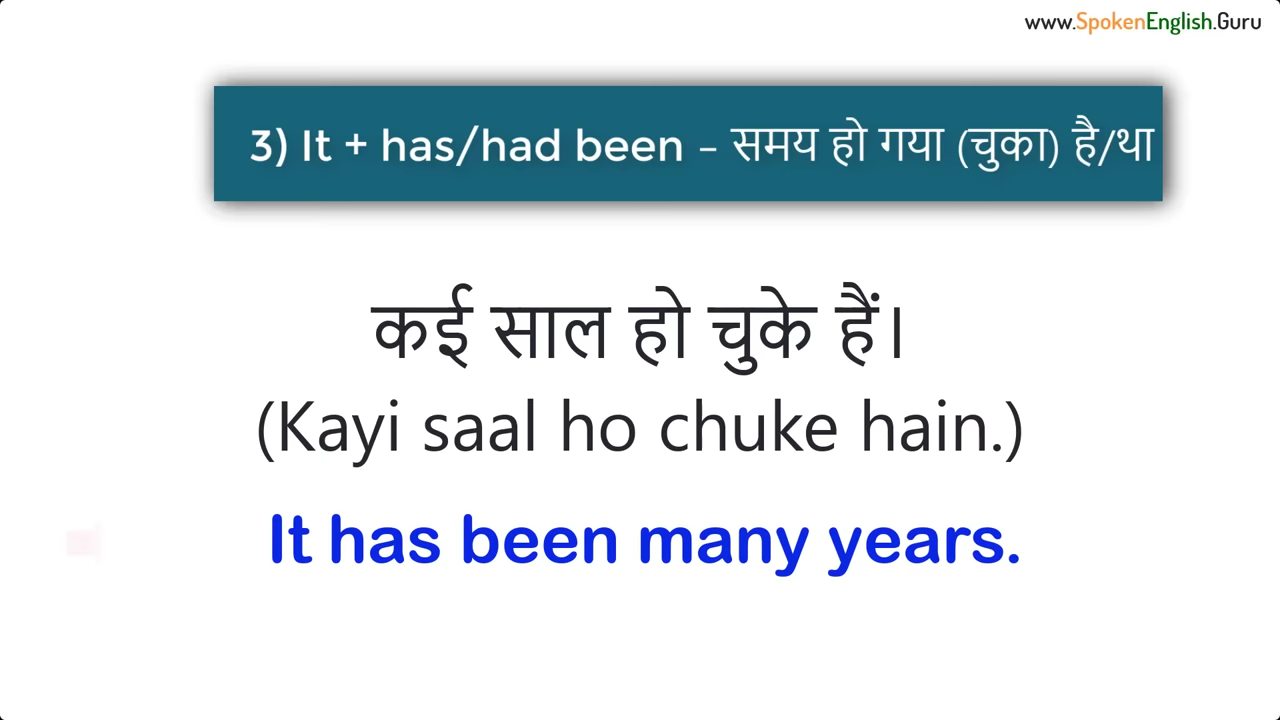 www.SpokenEnglish.Guru
3) It + has/had been – समय हो गया (चुका) है/था
कई साल हो चुके हैं।
(Kayi saal ho chuke hain.)
It has been many years.